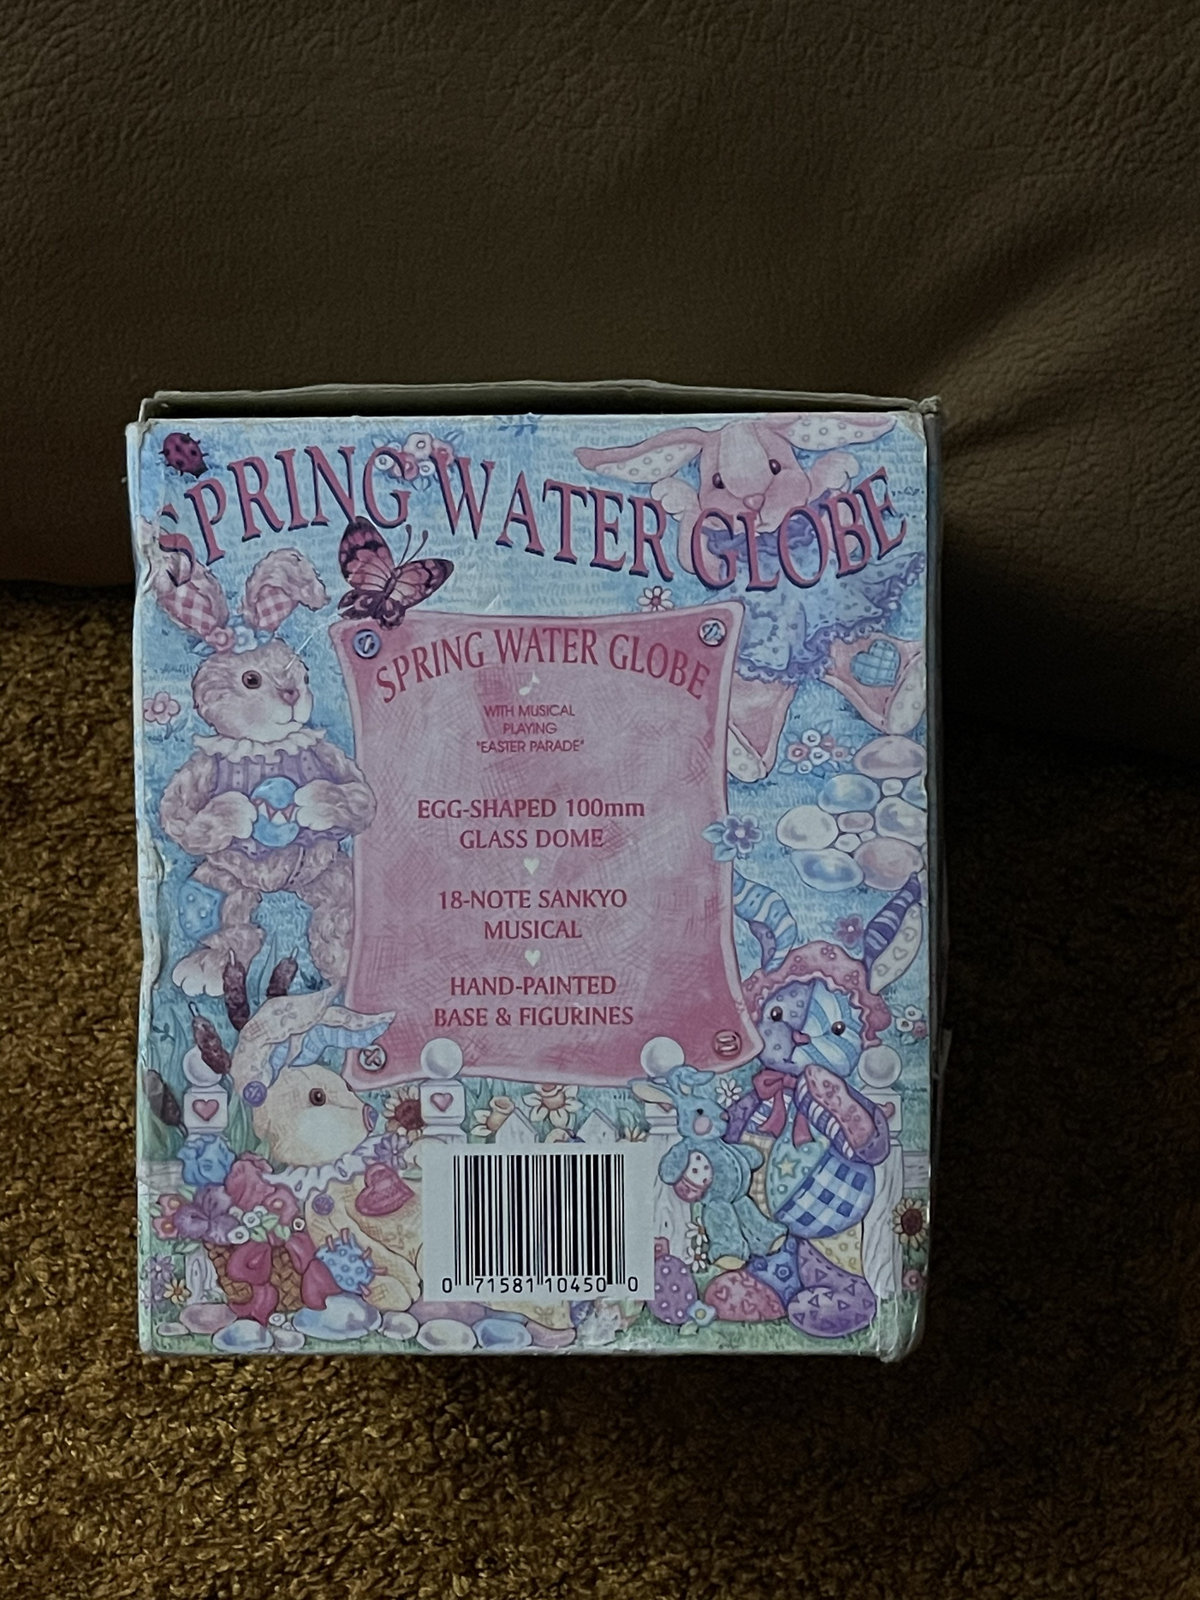 SPRING WATER GLOBE
SPRING WATER GLOBE
WITH MUSICAL
PLAYING
"EASTER PARADE"
EGG-SHAPED 100mm
GLASS DOME
18-NOTE SANKYO
MUSICAL
HAND-PAINTED
BASE & FIGURINES
0 71581 10450 0